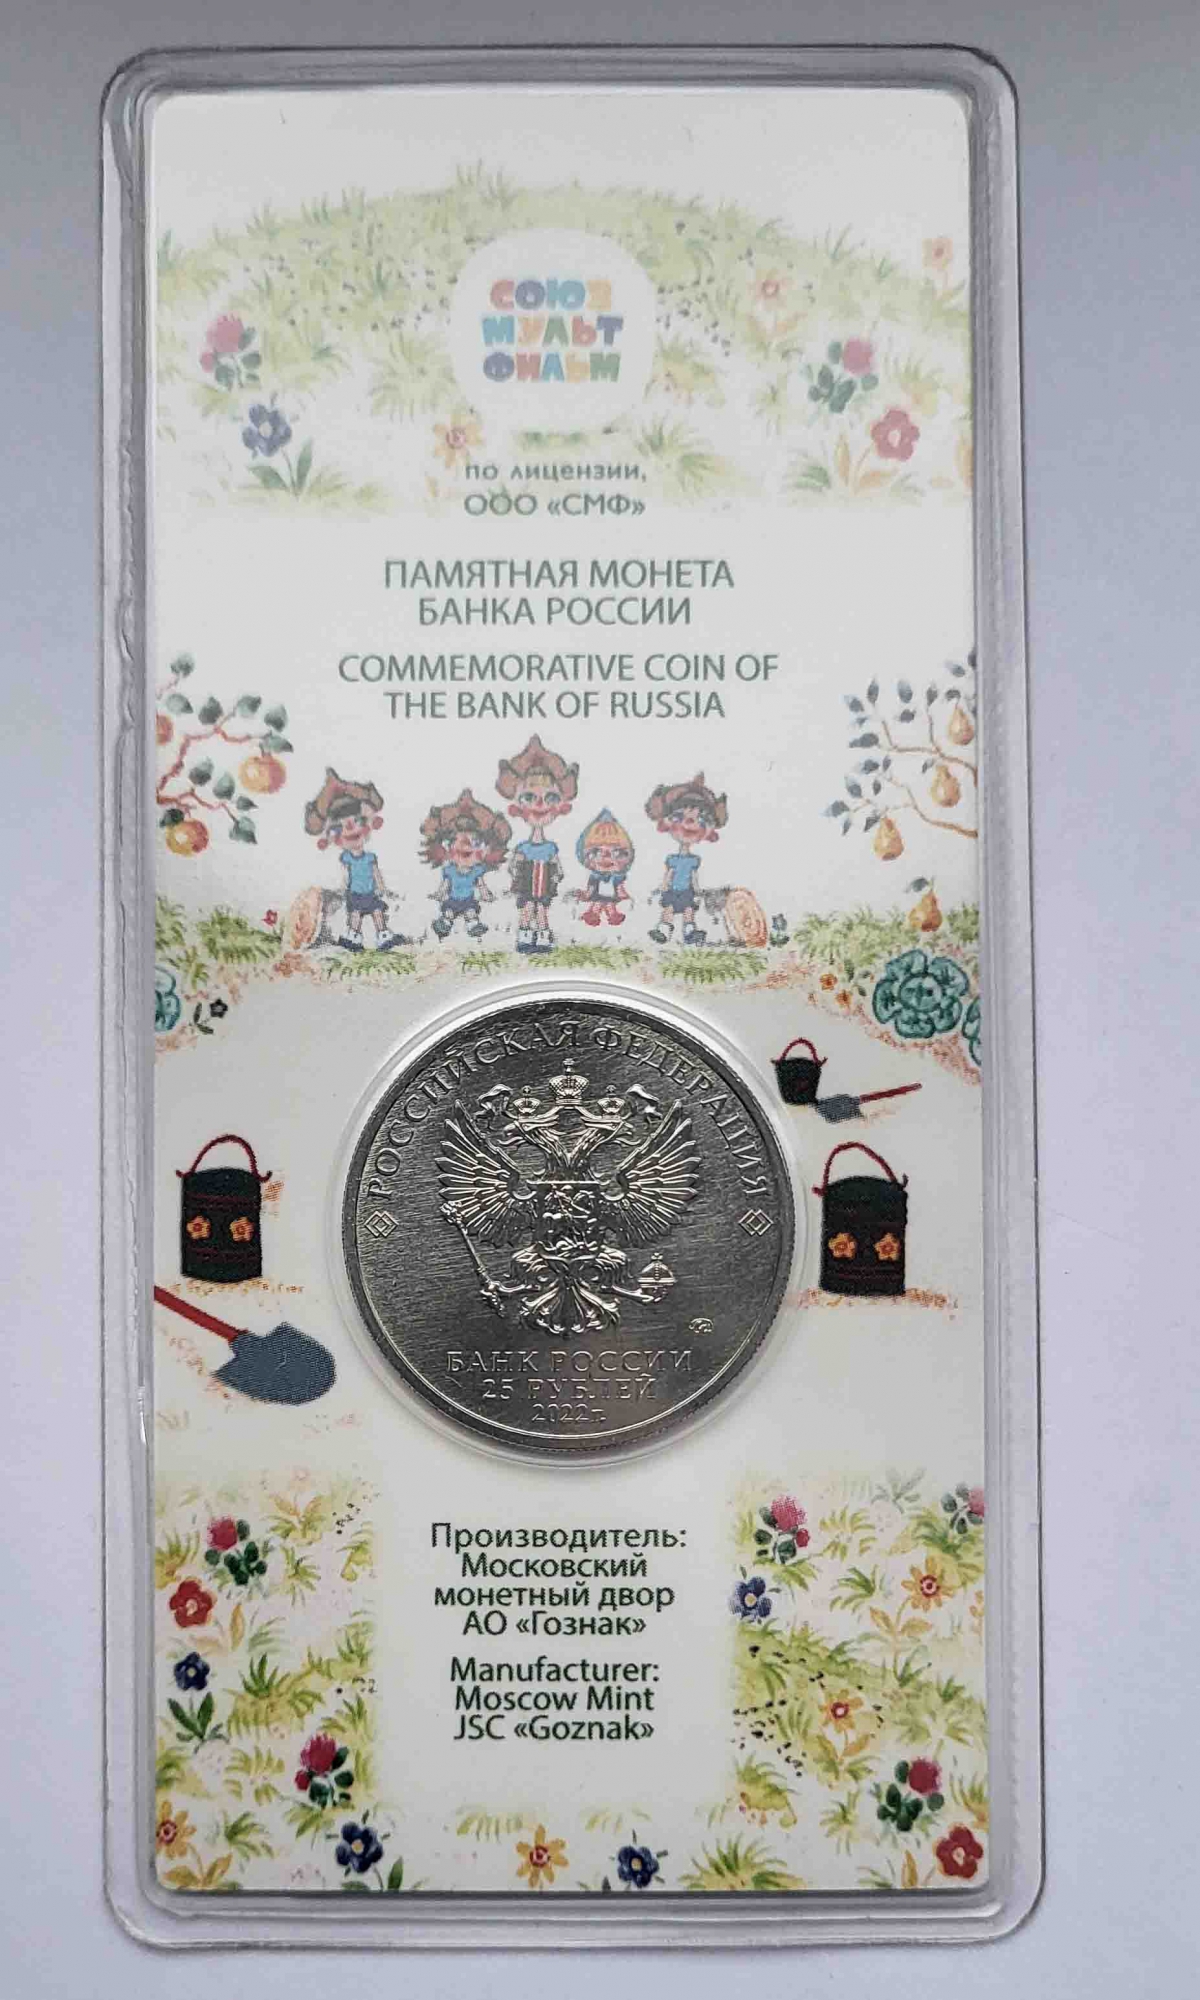 СОЮЗ
МУЛЬТ
ФИЛЬМ
по лицензии,
ООО «СМФ»
ПАМЯТНАЯ МОНЕТА
БАНКА РОССИИ
COMMEMORATIVE COIN OF
THE BANK OF RUSSIA
РОССИЙСКАЯ ФЕДЕРАЦИЯ
БАНК РОССИИ
25 РУБЛЕЙ
2022 г.
Производитель:
Московский
монетный двор
АО «Гознак»
Manufacturer:
Moscow Mint
JSC «Goznak»